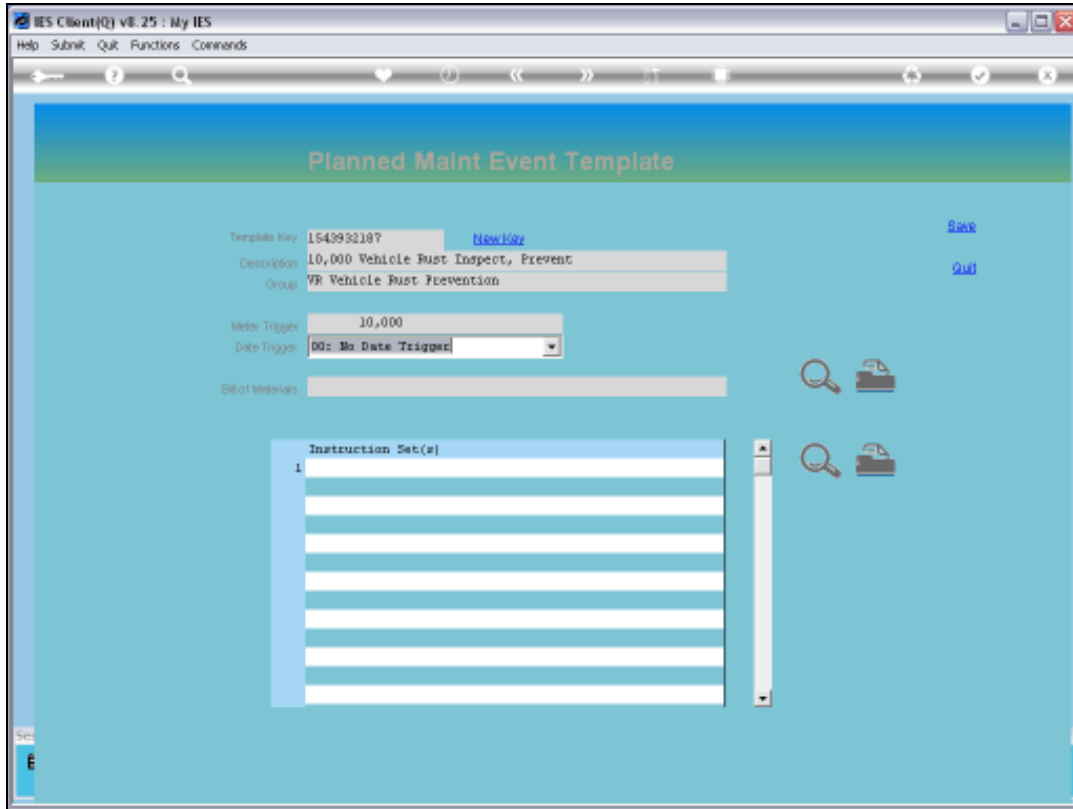 IES Client(Q) v8.25 : My IES
Help Submit Quit Functions Commands
Planned Maint Event Template
Template Key 1543932187 New Key
Save
Description 10,000 Vehicle Rust Inspect, Prevent
Quit
Group VR Vehicle Rust Prevention
Meter Trigger 10,000
Date Trigger 00: No Date Trigger
Bill of Materials
Instruction Set(s)
1